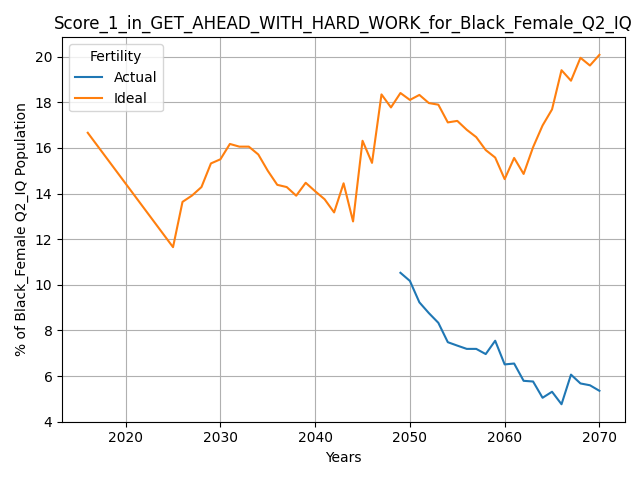 Score_1_in_GET_AHEAD_WITH_HARD_WORK_for_Black_Female_Q2_IQ
Fertility
Actual
Ideal
% of Black_Female Q2_IQ Population
20
18
16
14
12
10
8
6
4
2020
2030
2040
2050
2060
2070
Years